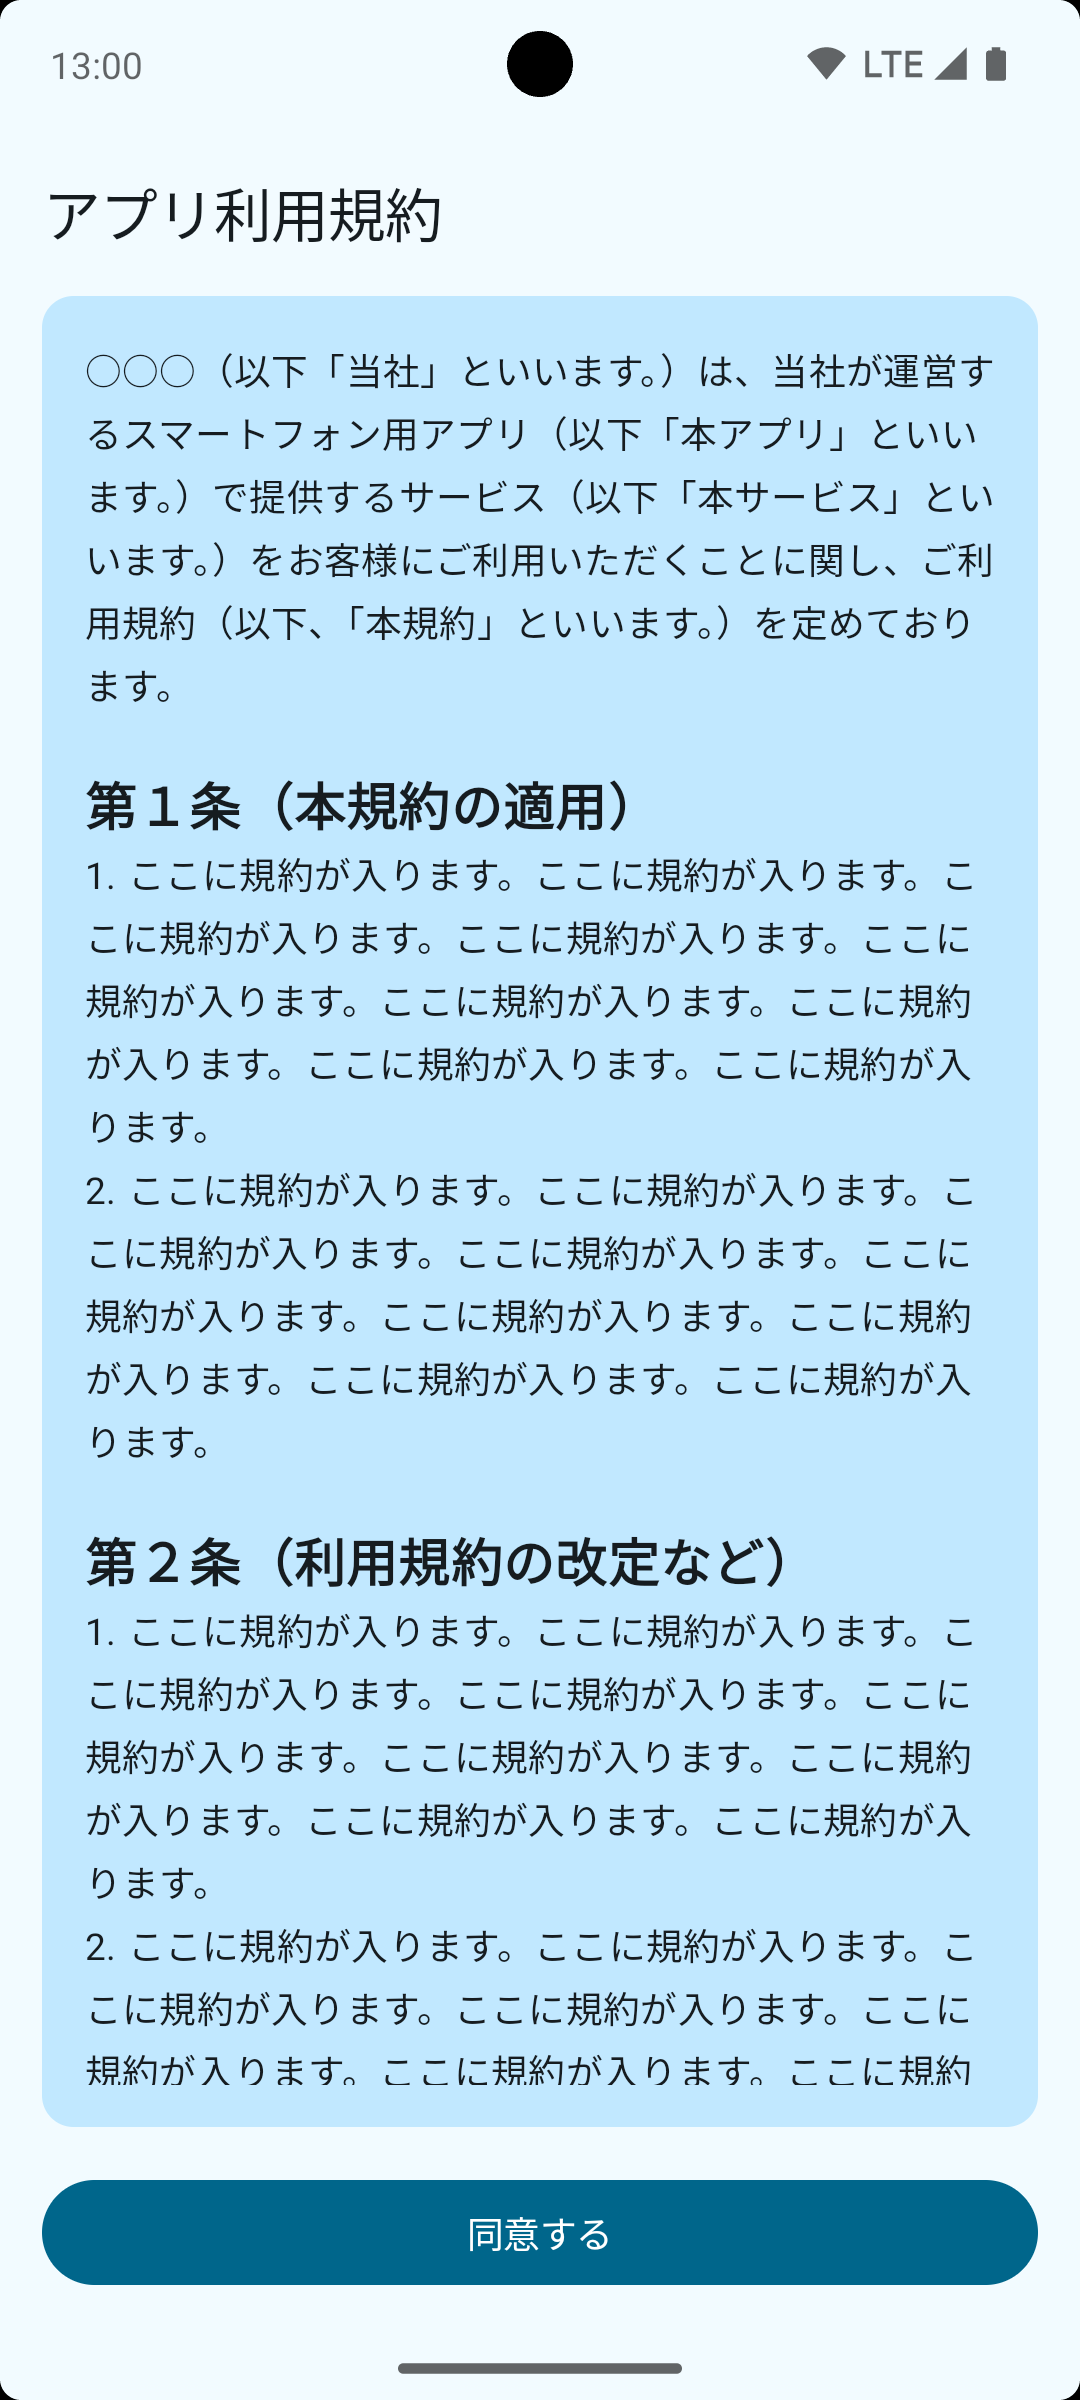 13:00
LTE
アプリ利用規約
○○○（以下「当社」といいます。）は、当社が運営す
るスマートフォン用アプリ（以下「本アプリ」といい
ます。）で提供するサービス（以下「本サービス」とい
います。）をお客様にご利用いただくことに関し、ご利
用規約（以下、「本規約」といいます。）を定めており
ます。
第１条（本規約の適用）
1. ここに規約が入ります。ここに規約が入ります。こ
こに規約が入ります。ここに規約が入ります。ここに
規約が入ります。ここに規約が入ります。ここに規約
が入ります。ここに規約が入ります。ここに規約が入
ります。
2. ここに規約が入ります。ここに規約が入ります。こ
こに規約が入ります。ここに規約が入ります。ここに
規約が入ります。ここに規約が入ります。ここに規約
が入ります。ここに規約が入ります。ここに規約が入
ります。
第２条（利用規約の改定など）
1. ここに規約が入ります。ここに規約が入ります。こ
こに規約が入ります。ここに規約が入ります。ここに
規約が入ります。ここに規約が入ります。ここに規約
が入ります。ここに規約が入ります。ここに規約が入
ります。
2. ここに規約が入ります。ここに規約が入ります。こ
こに規約が入ります。ここに規約が入ります。ここに
規約が入ります。ここに規約が入ります。ここに規約
同意する